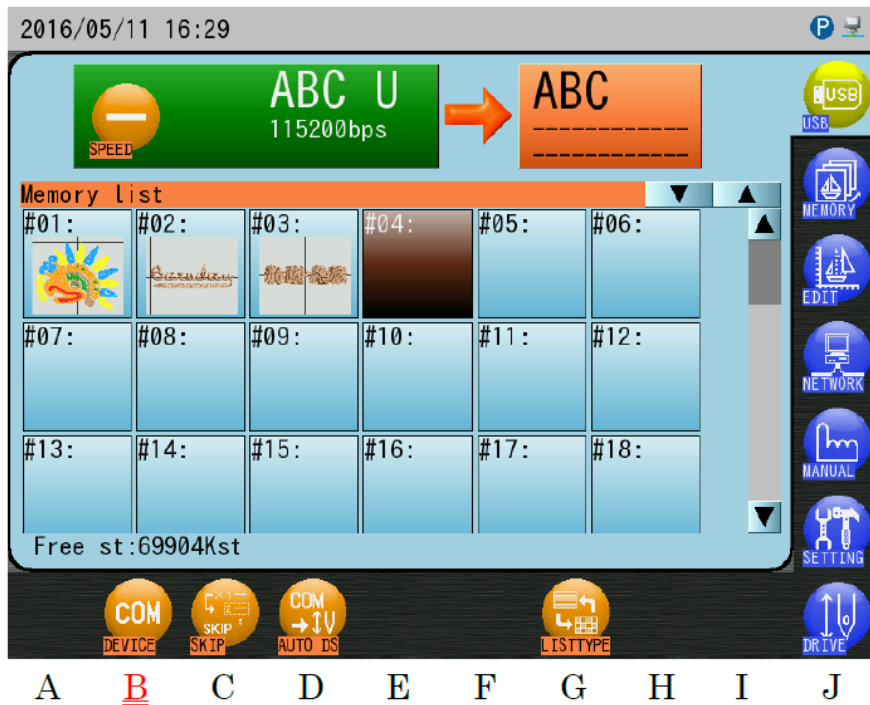 2016/05/11 16:29
P
ABC U
115200bps
SPEED
ABC
------------
------------
USB
USB
Memory list
▼ ▲
MEMORY
#01: #02: #03: #04: #05: #06:
Barudan
EDIT
#07: #08: #09: #10: #11: #12:
NETWORK
#13: #14: #15: #16: #17: #18:
MANUAL
Free st:69904Kst
SETTING
COM
DEVICE
SKIP
SKIP
COM
→↕V
AUTO DS
LISTTYPE
DRIVE
A B C D E F G H I J